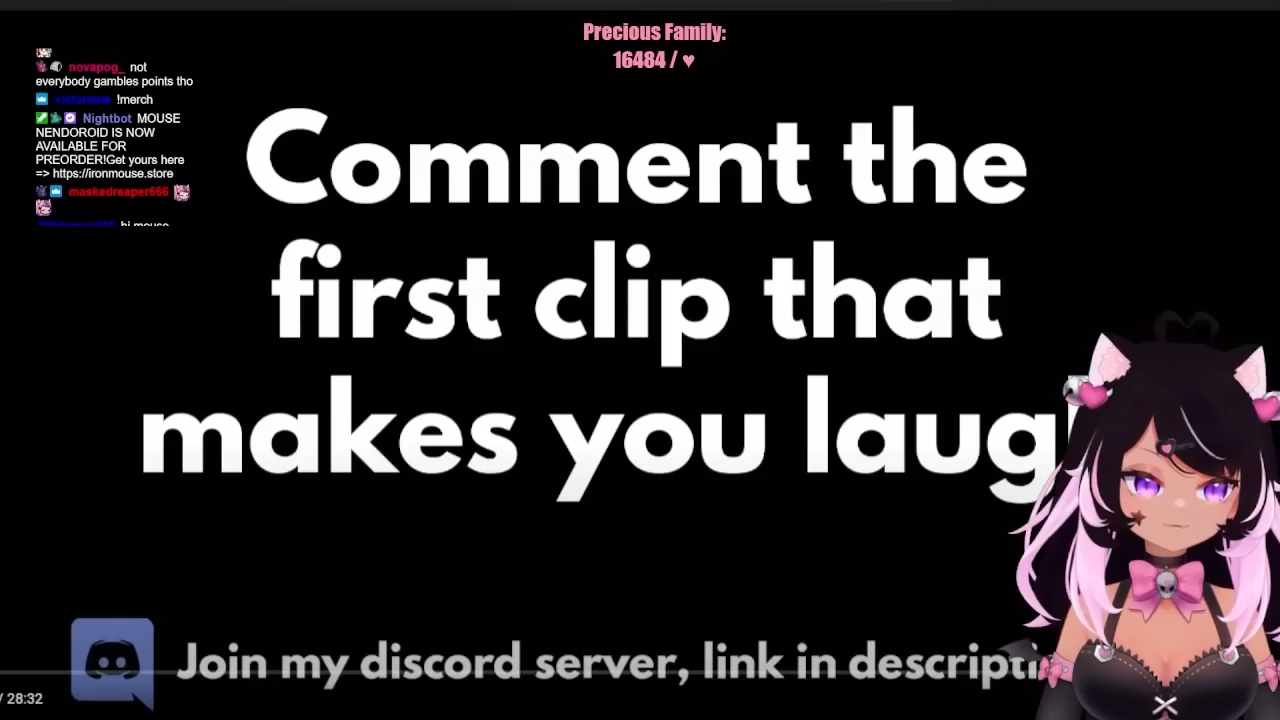 Precious Family:
16484 / ♥
novapog_ not
everybody gambles points tho
!merch
Nightbot MOUSE
NENDOROID IS NOW
AVAILABLE FOR
PREORDER!Get yours here
=> https://ironmouse.store
maskedreaper666
hi mouse
Comment the
first clip that
makes you laug
Join my discord server, link in descripti
/ 28:32